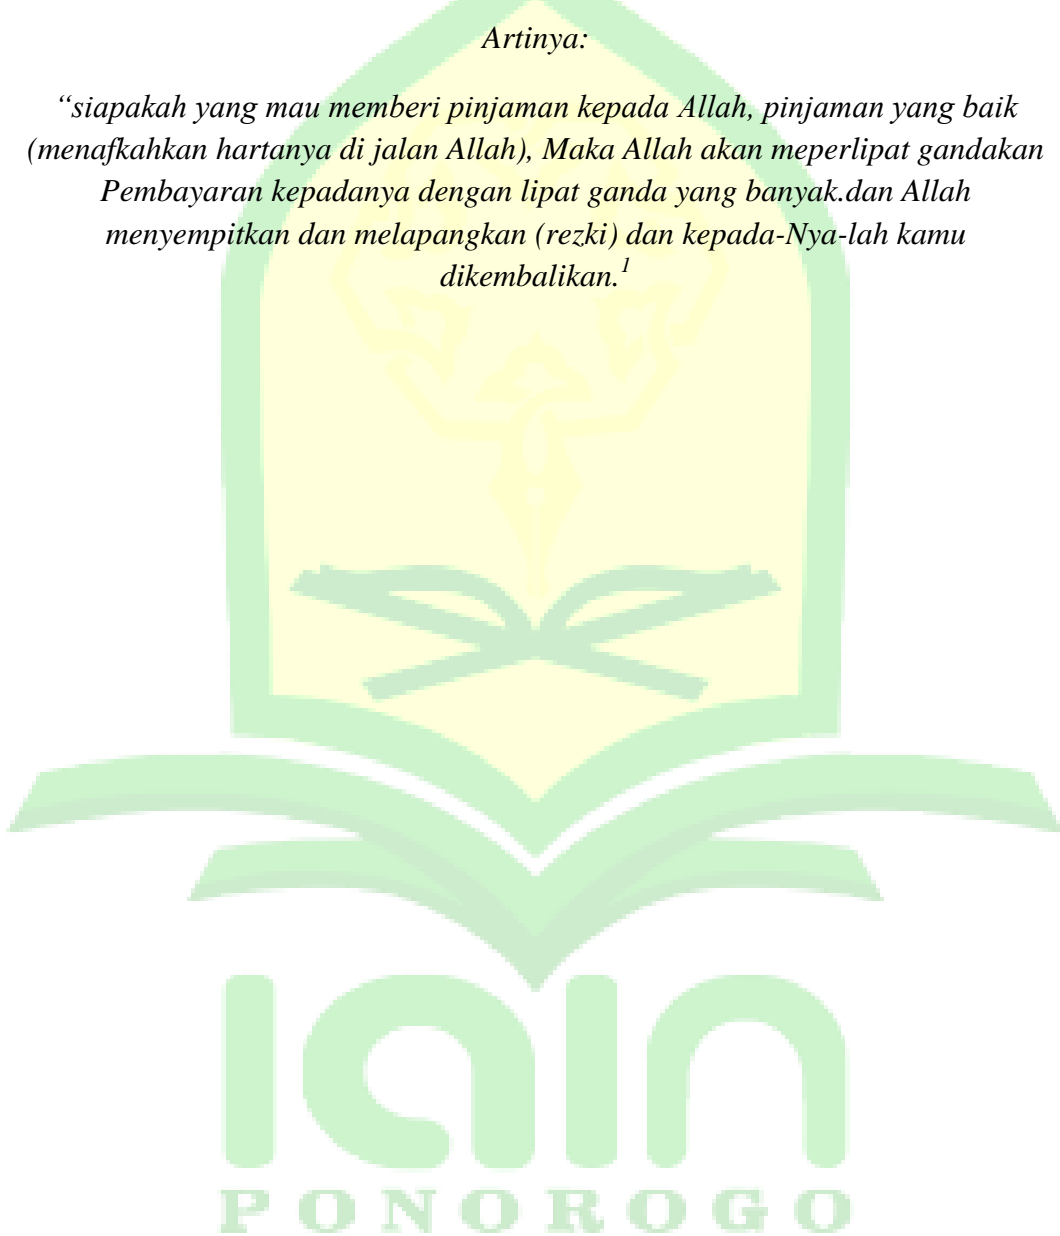 Artinya:
“siapakah yang mau memberi pinjaman kepada Allah, pinjaman yang baik
(menafkahkan hartanya di jalan Allah), Maka Allah akan meperlipat gandakan
Pembayaran kepadanya dengan lipat ganda yang banyak.dan Allah
menyempitkan dan melapangkan (rezki) dan kepada-Nya-lah kamu
dikembalikan.1
IAIN
PONOROGO